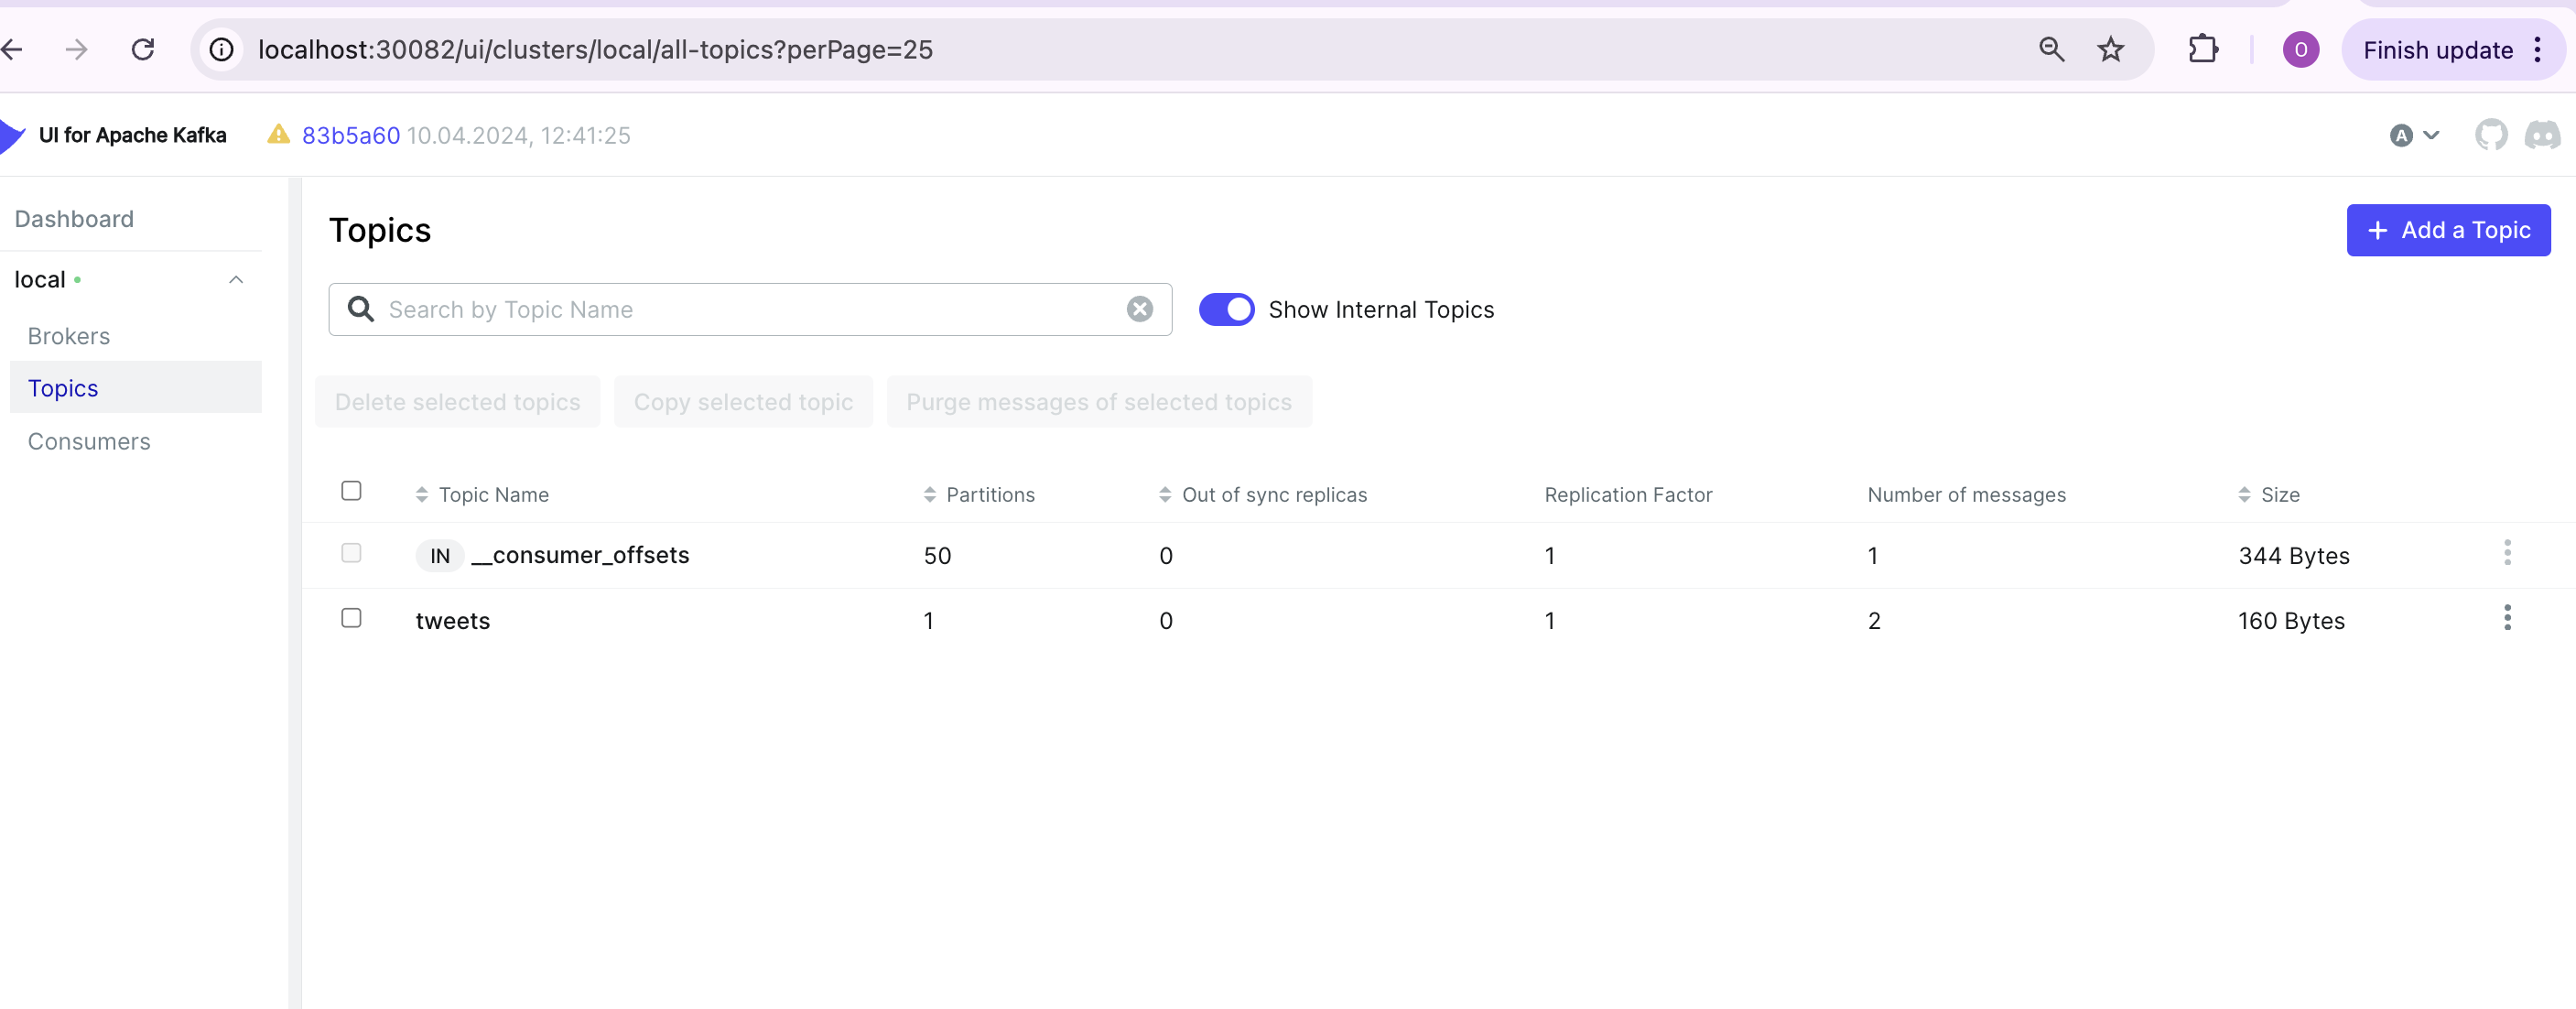 localhost:30082/ui/clusters/local/all-topics?perPage=25
O
Finish update
UI for Apache Kafka
83b5a60 10.04.2024, 12:41:25
A
Dashboard
local
Brokers
Topics
Consumers
Topics
Add a Topic
Search by Topic Name
Show Internal Topics
Delete selected topics
Copy selected topic
Purge messages of selected topics
Topic Name Partitions Out of sync replicas Replication Factor Number of messages Size
IN __consumer_offsets 50 0 1 1 344 Bytes
tweets 1 0 1 2 160 Bytes